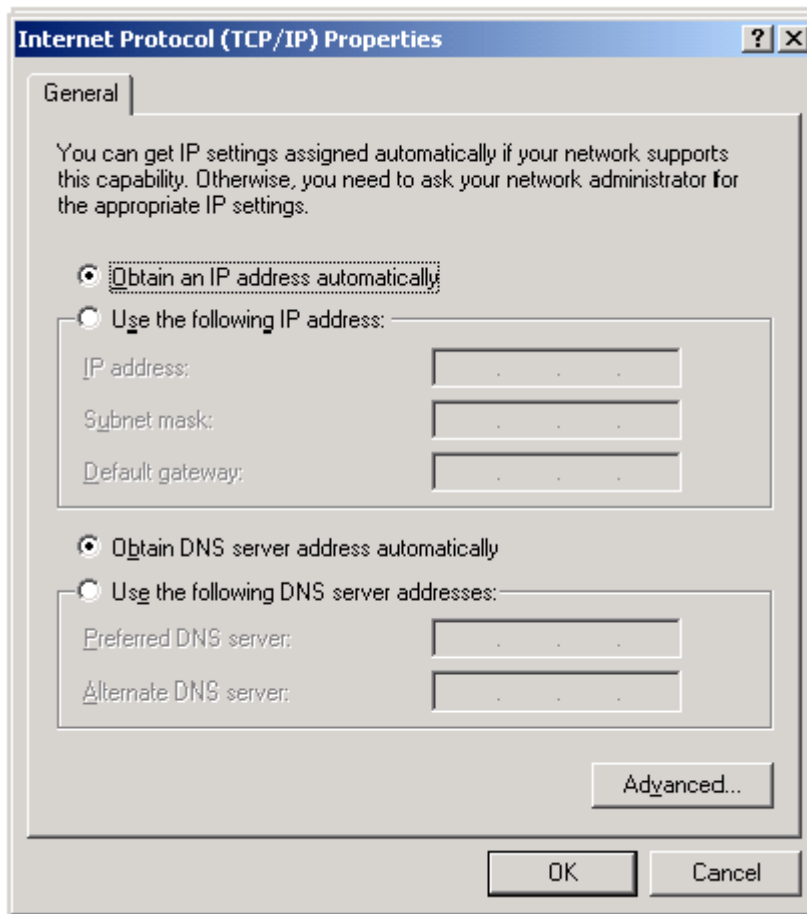 Internet Protocol (TCP/IP) Properties
General
You can get IP settings assigned automatically if your network supports
this capability. Otherwise, you need to ask your network administrator for
the appropriate IP settings.
Obtain an IP address automatically
Use the following IP address:
IP address:
Subnet mask:
Default gateway:
Obtain DNS server address automatically
Use the following DNS server addresses:
Preferred DNS server:
Alternate DNS server:
Advanced...
OK Cancel